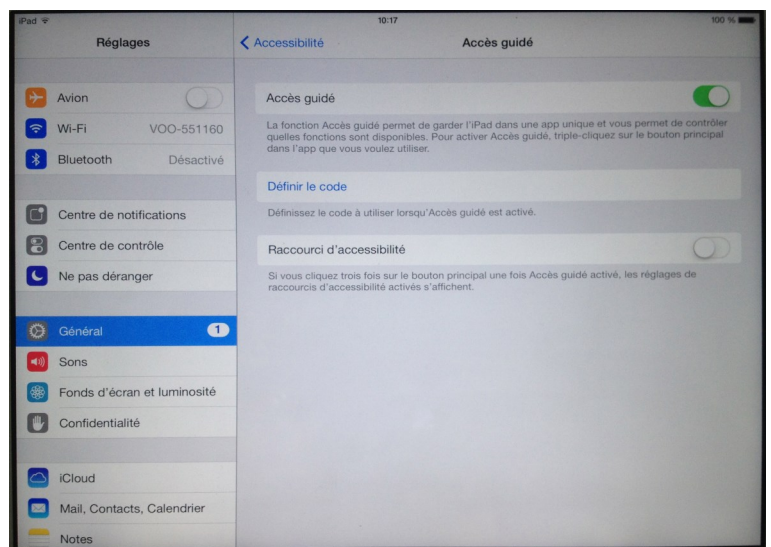 iPad
10:17
100 %
Réglages
Accessibilité
Accès guidé
Avion
Wi-Fi
VOO-551160
Bluetooth
Désactivé
Centre de notifications
Centre de contrôle
Ne pas déranger
Général
1
Sons
Fonds d'écran et luminosité
Confidentialité
iCloud
Mail, Contacts, Calendrier
Notes
Accès guidé
La fonction Accès guidé permet de garder l'iPad dans une app unique et vous permet de contrôler
quelles fonctions sont disponibles. Pour activer Accès guidé, triple-cliquez sur le bouton principal
dans l'app que vous voulez utiliser.
Définir le code
Définissez le code à utiliser lorsqu'Accès guidé est activé.
Raccourci d'accessibilité
Si vous cliquez trois fois sur le bouton principal une fois Accès guidé activé, les réglages de
raccourcis d'accessibilité activés s'affichent.